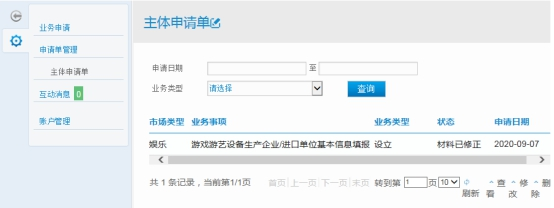 业务申请
申请单管理
主体申请单
互动消息 0
账户管理
主体申请单
申请日期 至
业务类型 请选择 查询
市场类型 业务事项 业务类型 状态 申请日期
娱乐 游戏游艺设备生产企业/进口单位基本信息填报 设立 材料已修正 2020-09-07
共 1 条记录，当前第1/1页 首页|上一页|下一页|末页 转到第 1 页 10 刷新 查看 修改 删除